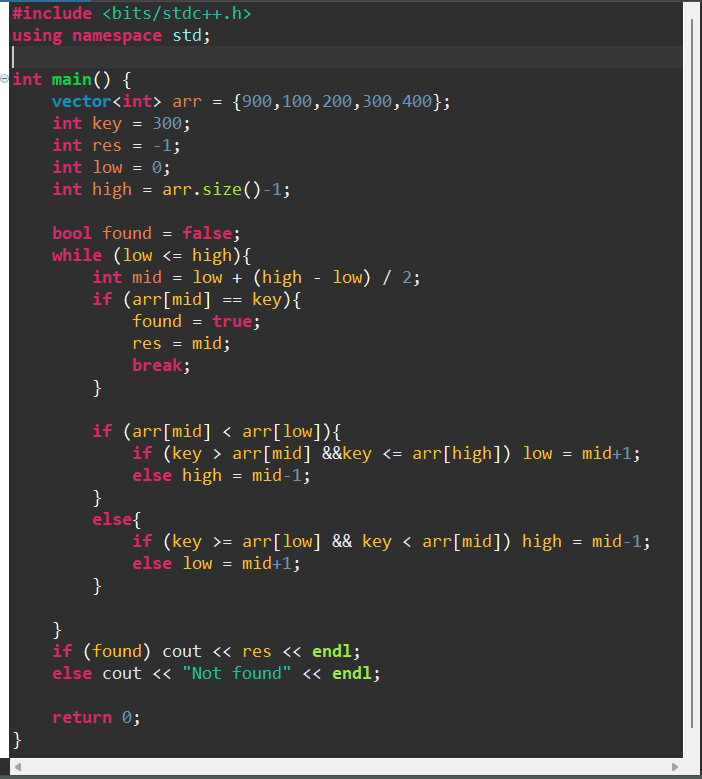 #include <bits/stdc++.h>
using namespace std;
int main() {
vector<int> arr = {900,100,200,300,400};
int key = 300;
int res = -1;
int low = 0;
int high = arr.size()-1;
bool found = false;
while (low <= high){
int mid = low + (high - low) / 2;
if (arr[mid] == key){
found = true;
res = mid;
break;
}
if (arr[mid] < arr[low]){
if (key > arr[mid] &&key <= arr[high]) low = mid+1;
else high = mid-1;
}
else{
if (key >= arr[low] && key < arr[mid]) high = mid-1;
else low = mid+1;
}
}
if (found) cout << res << endl;
else cout << "Not found" << endl;
return 0;
}